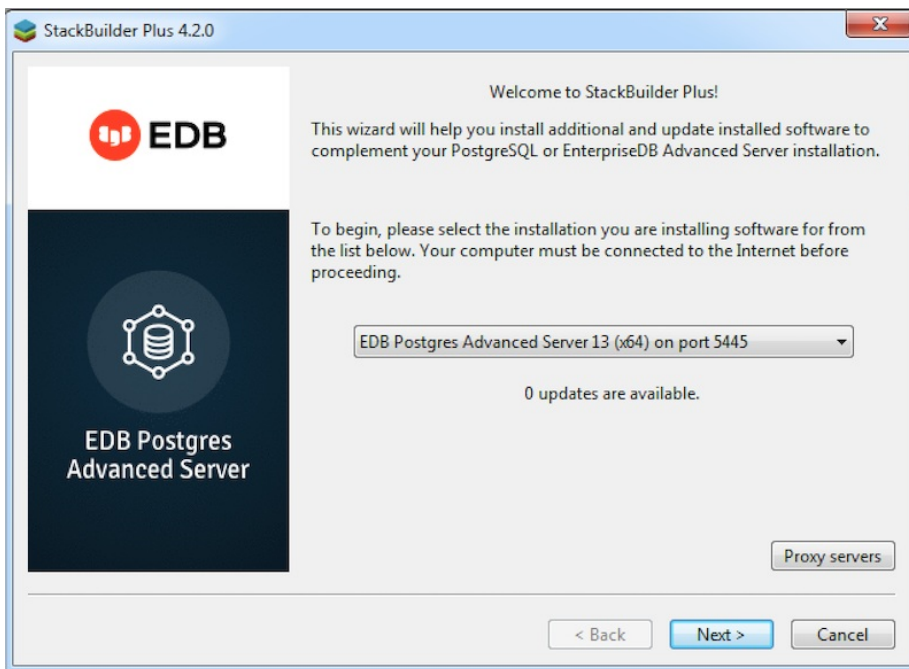 StackBuilder Plus 4.2.0
EDB
Welcome to StackBuilder Plus!
This wizard will help you install additional and update installed software to
complement your PostgreSQL or EnterpriseDB Advanced Server installation.
To begin, please select the installation you are installing software for from
the list below. Your computer must be connected to the Internet before
proceeding.
EDB Postgres Advanced Server 13 (x64) on port 5445
0 updates are available.
EDB Postgres
Advanced Server
Proxy servers
< Back
Next >
Cancel